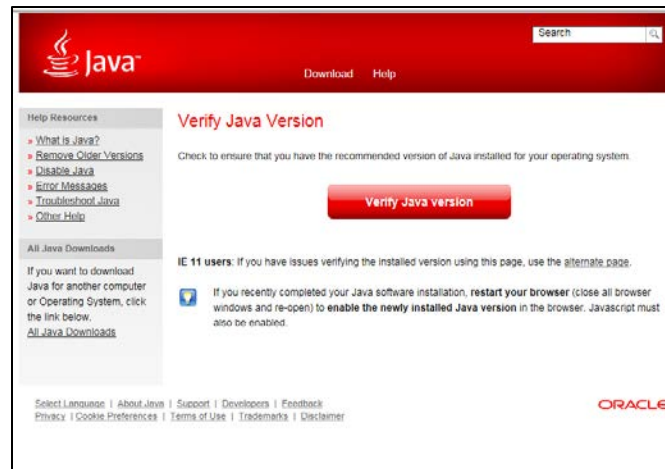 Search
Java™
Download Help
Help Resources
» What is Java?
» Remove Older Versions
» Disable Java
» Error Messages
» Troubleshoot Java
» Other Help
All Java Downloads
If you want to download
Java for another computer
or Operating System, click
the link below.
All Java Downloads
Verify Java Version
Check to ensure that you have the recommended version of Java installed for your operating system.
Verify Java version
IE 11 users: If you have issues verifying the installed version using this page, use the alternate page.
If you recently completed your Java software installation, restart your browser (close all browser
windows and re-open) to enable the newly installed Java version in the browser. Javascript must
also be enabled.
Select Language | About Java | Support | Developers | Feedback
Privacy | Cookie Preferences | Terms of Use | Trademarks | Disclaimer
ORACLE